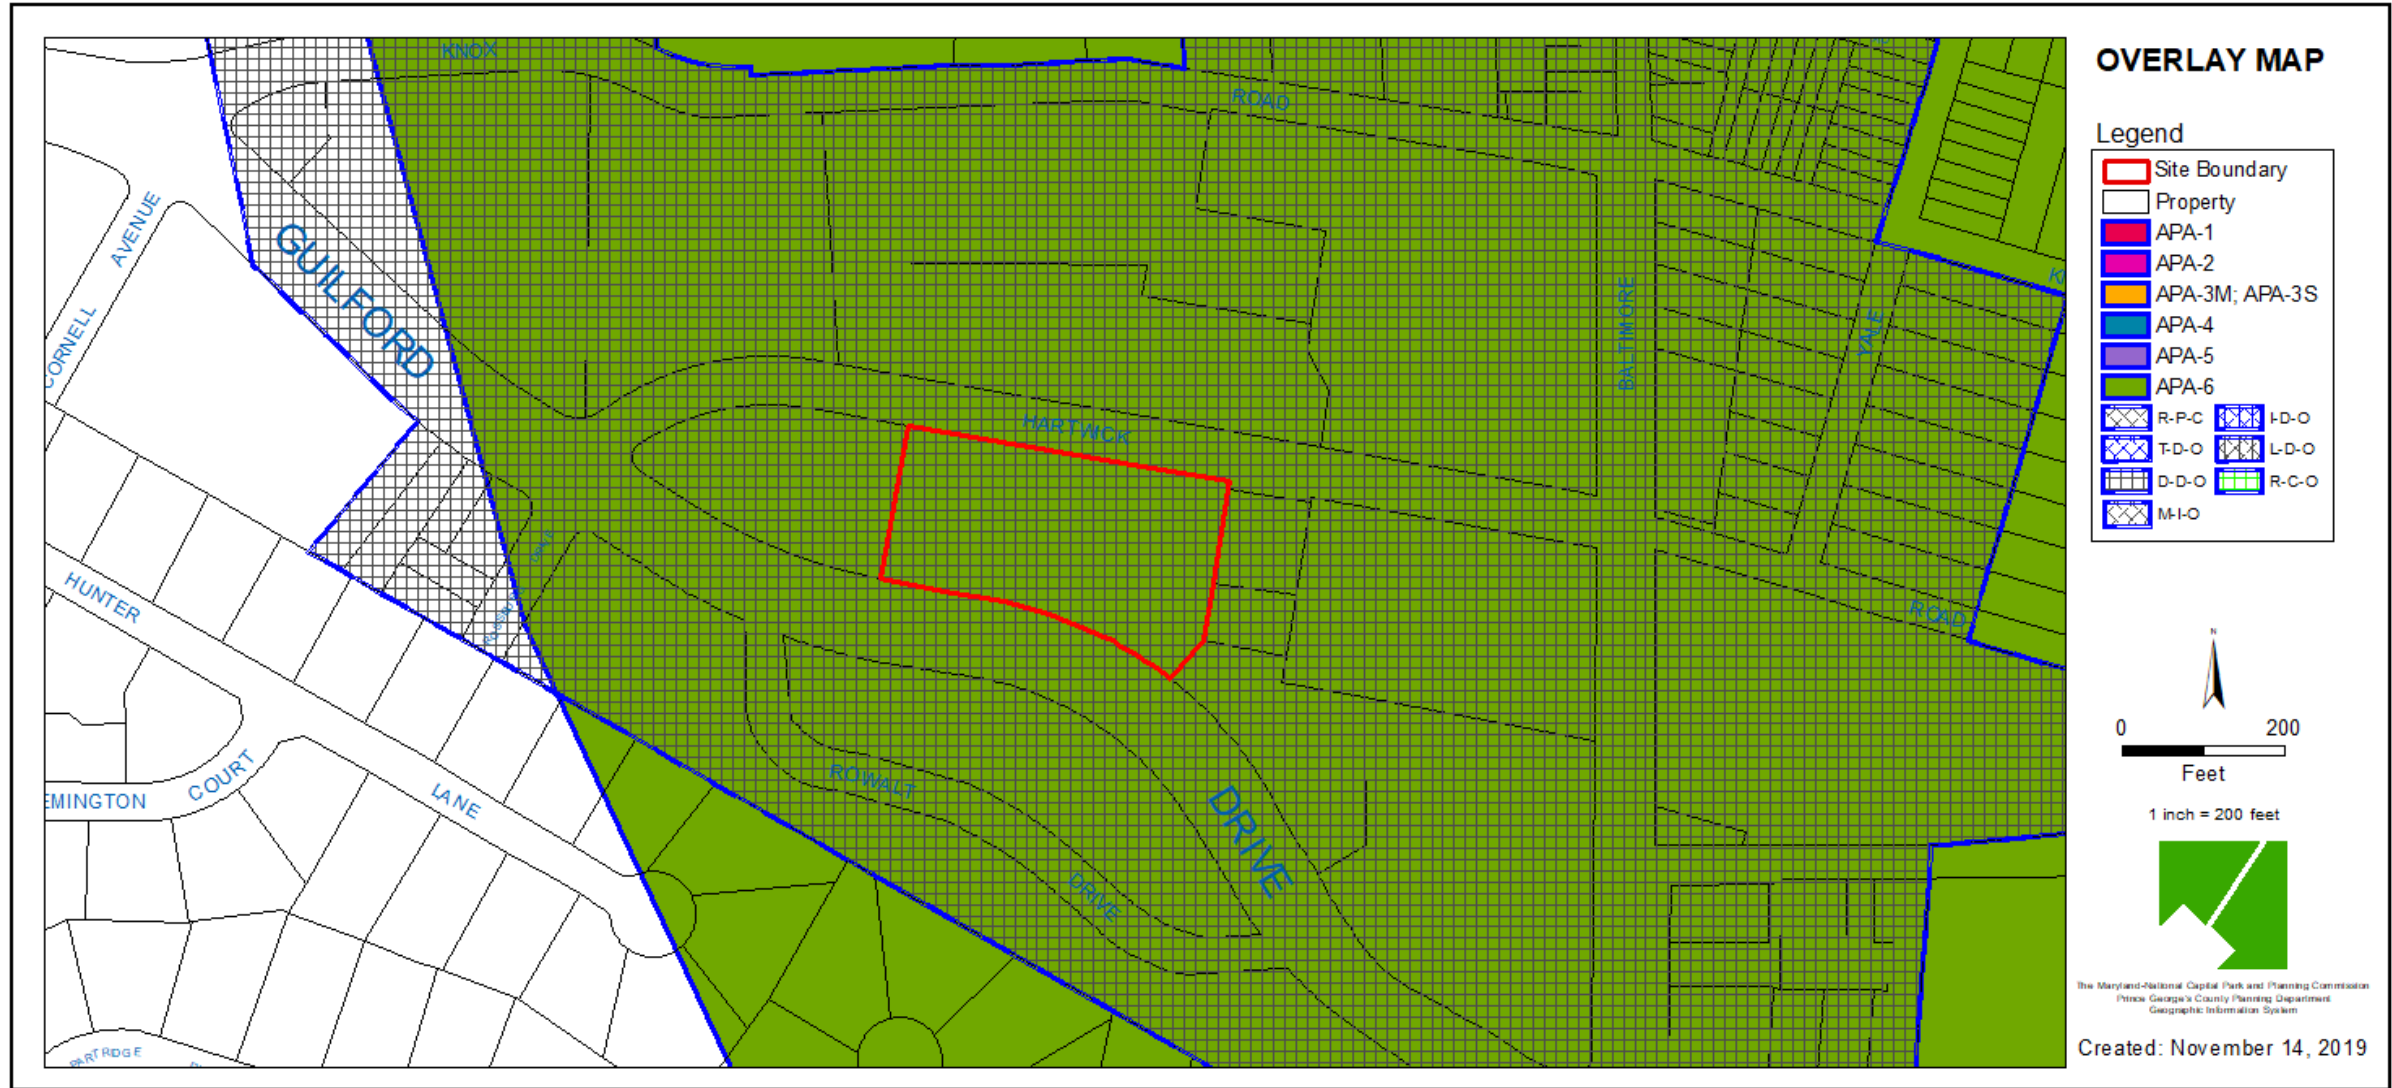 KNOX
ROAD
AVENUE
CORNELL
GUILFORD
BALTIMORE
YALE
HARTWICK
HUNTER
ROAD
EMINGTON
COURT
LANE
ROWALT
DRIVE
DRIVE
PARTRIDGE
OVERLAY MAP
Legend
Site Boundary
Property
APA-1
APA-2
APA-3M; APA-3S
APA-4
APA-5
APA-6
R-P-C I-D-O
T-D-O L-D-O
D-D-O R-C-O
M-I-O
N
0 200
Feet
1 inch = 200 feet
The Maryland-National Capital Park and Planning Commission
Prince George's County Planning Department
Geographic Information System
Created: November 14, 2019